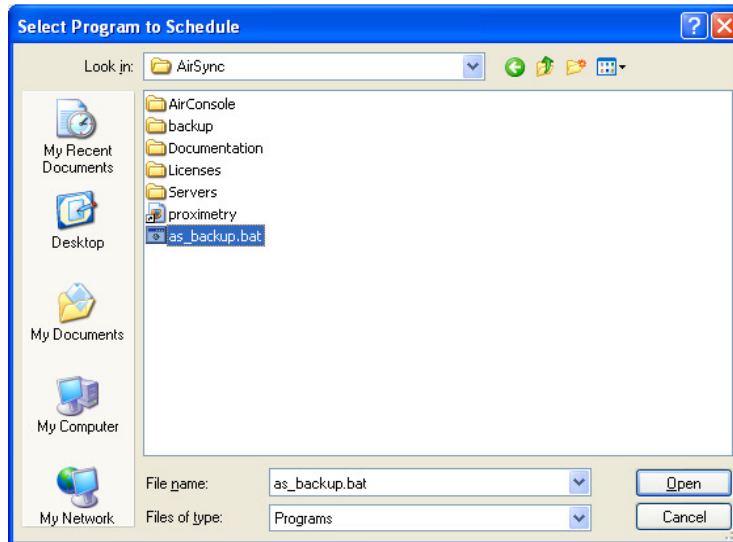 Select Program to Schedule
Look in: AirSync
My Recent Documents
Desktop
My Documents
My Computer
My Network
AirConsole
backup
Documentation
Licenses
Servers
proximetry
as_backup.bat
File name: as_backup.bat Open
Files of type: Programs Cancel